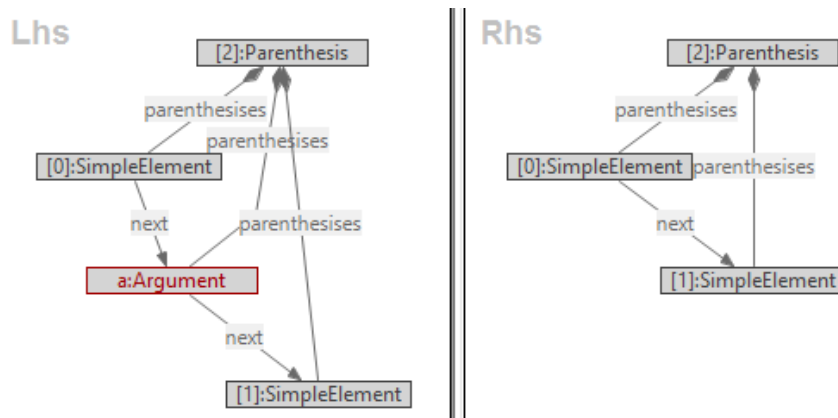 Lhs
[2]:Parenthesis
parenthesises
parenthesises
[0]:SimpleElement
next
parenthesises
a:Argument
next
[1]:SimpleElement
Rhs
[2]:Parenthesis
parenthesises
[0]:SimpleElement
parenthesises
next
[1]:SimpleElement